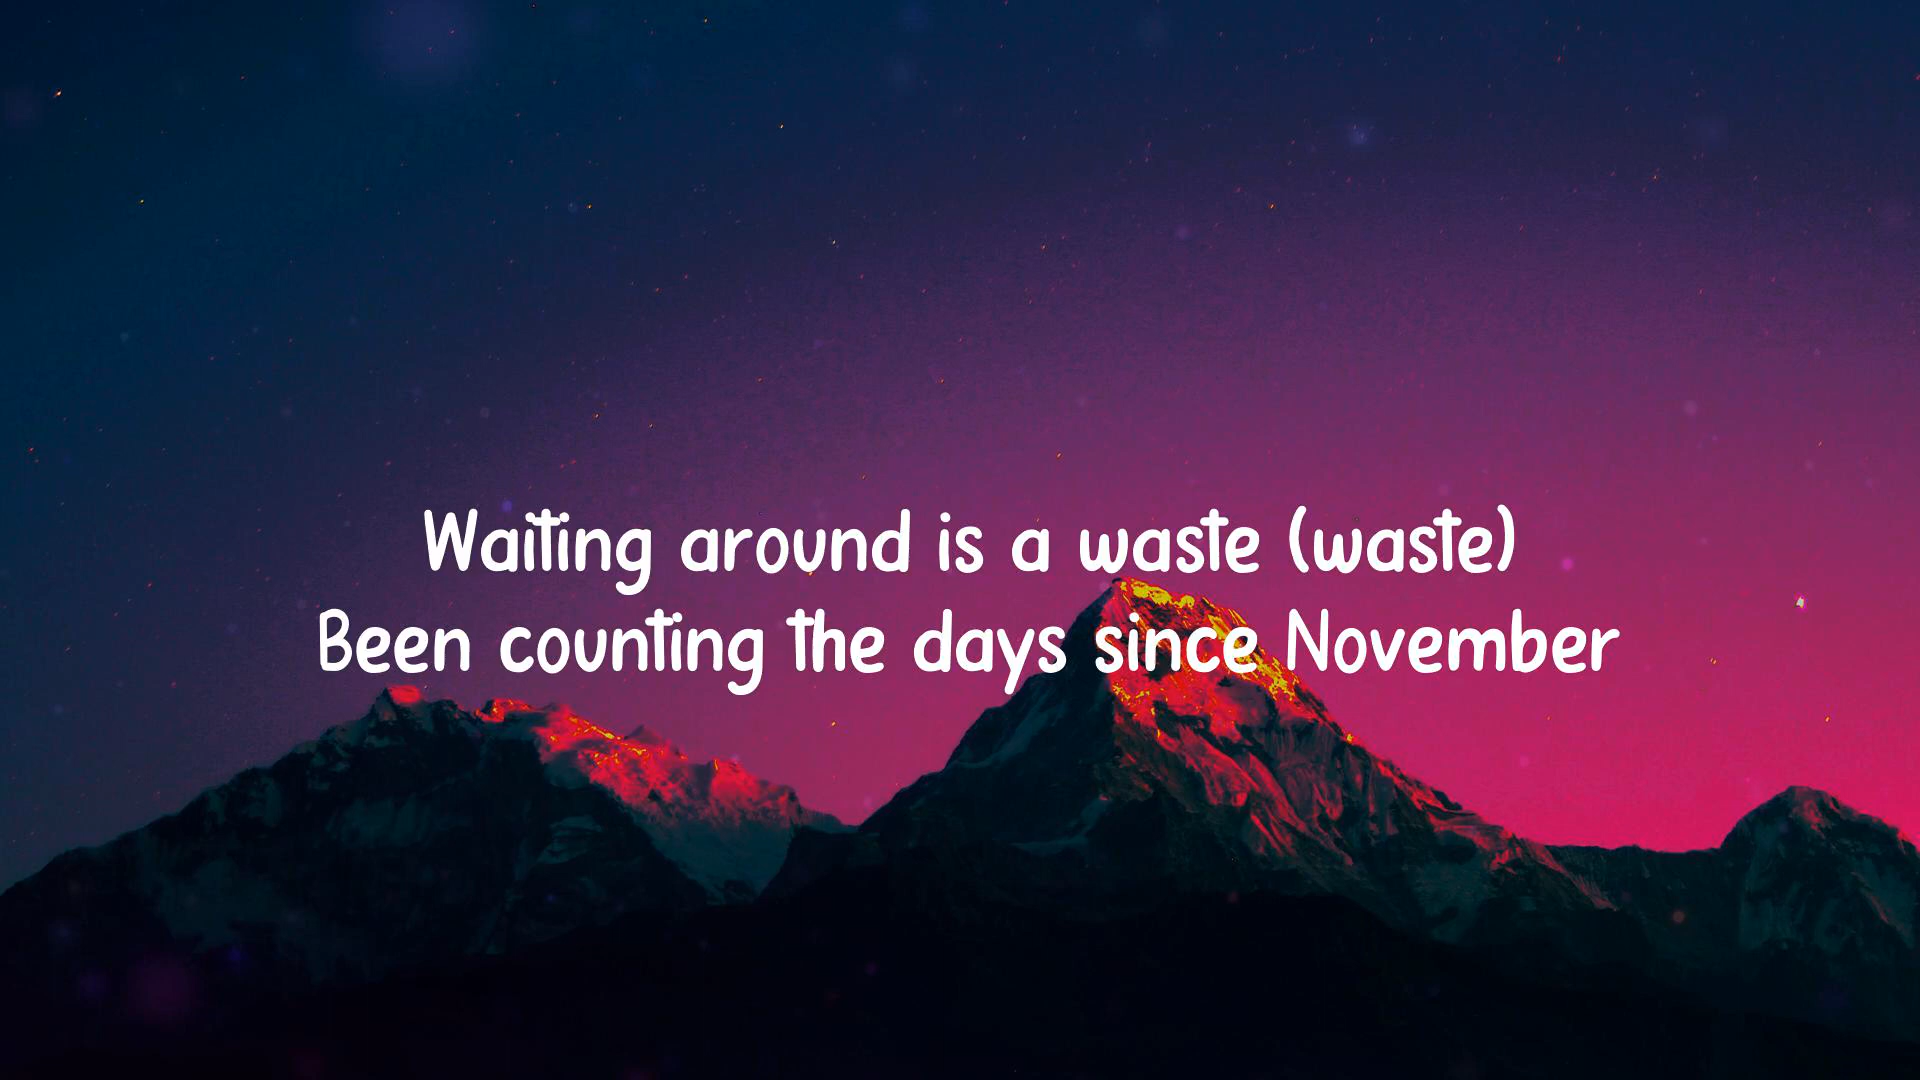 Waiting around is a waste (waste)
Been counting the days since November